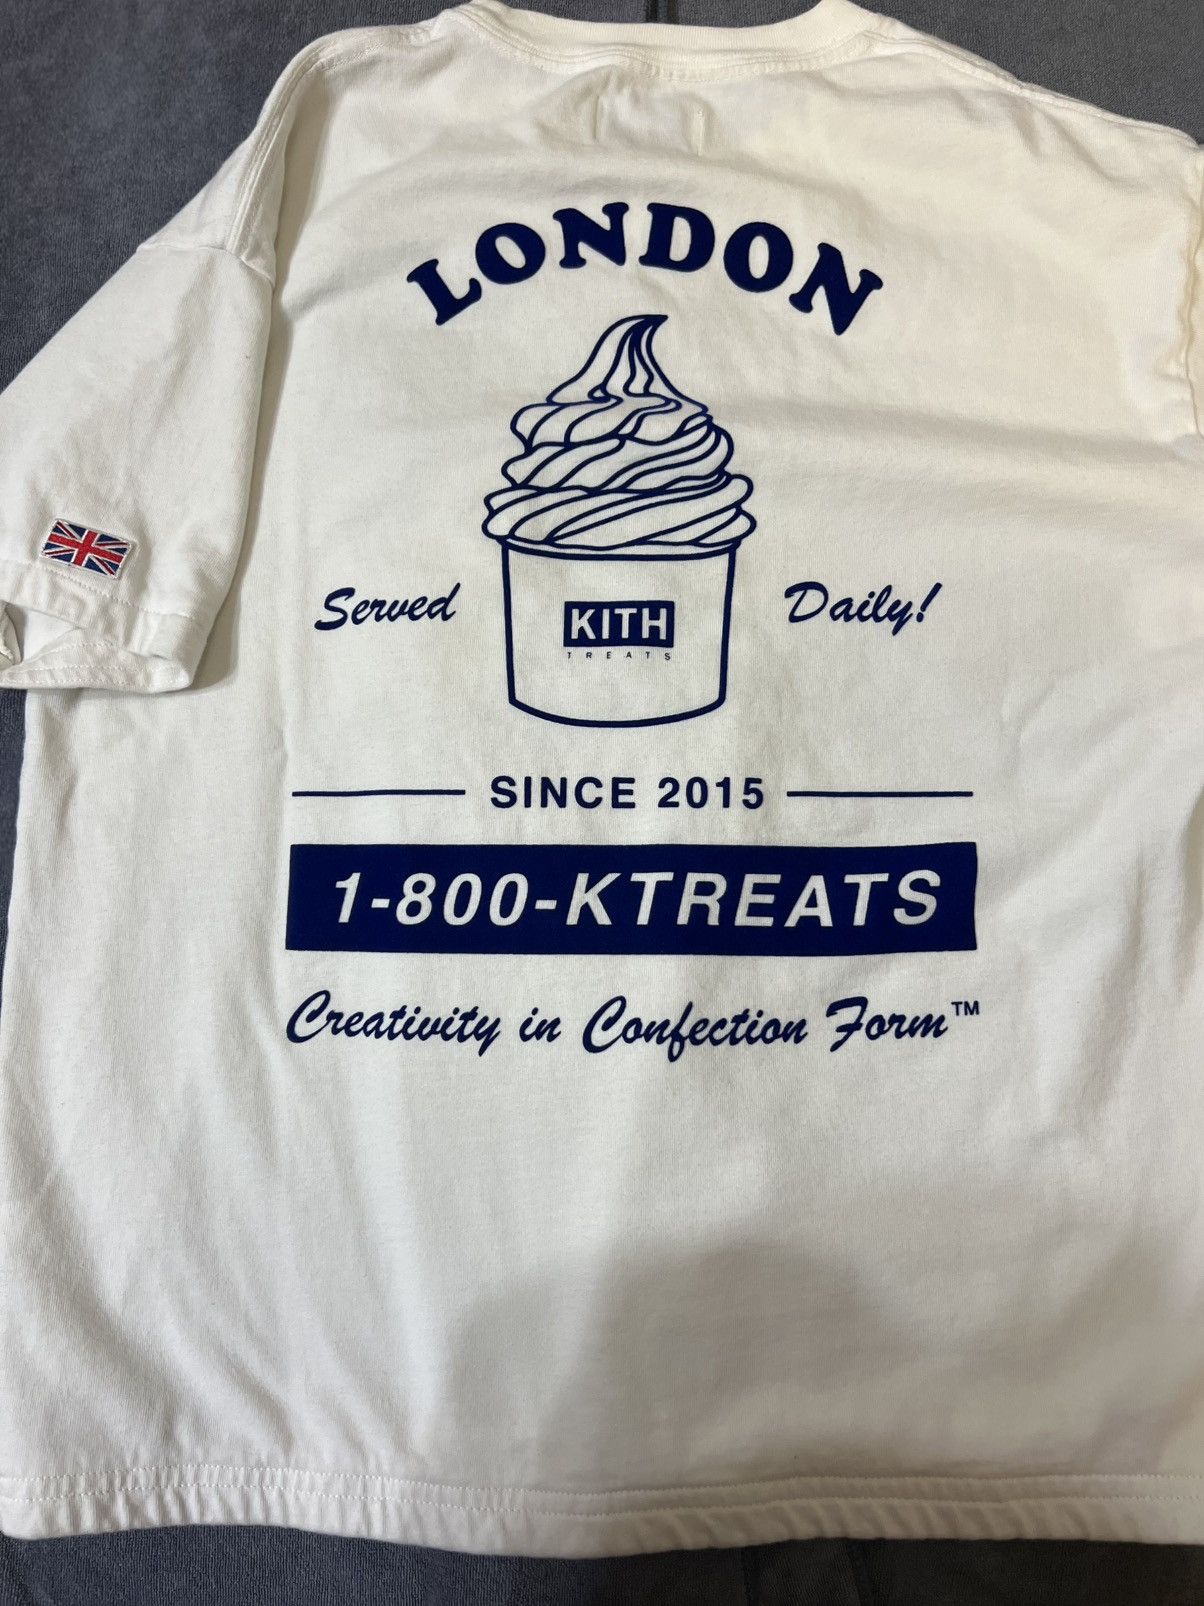 LONDON
Served
Daily!
KITH
TREATS
SINCE 2015
1-800-KTREATS
Creativity in Confection Form™